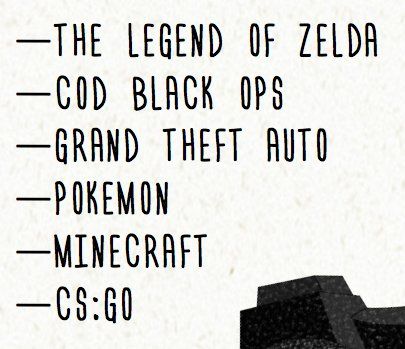 —THE LEGEND OF ZELDA
—COD BLACK OPS
—GRAND THEFT AUTO
—POKEMON
—MINECRAFT
—CS:GO